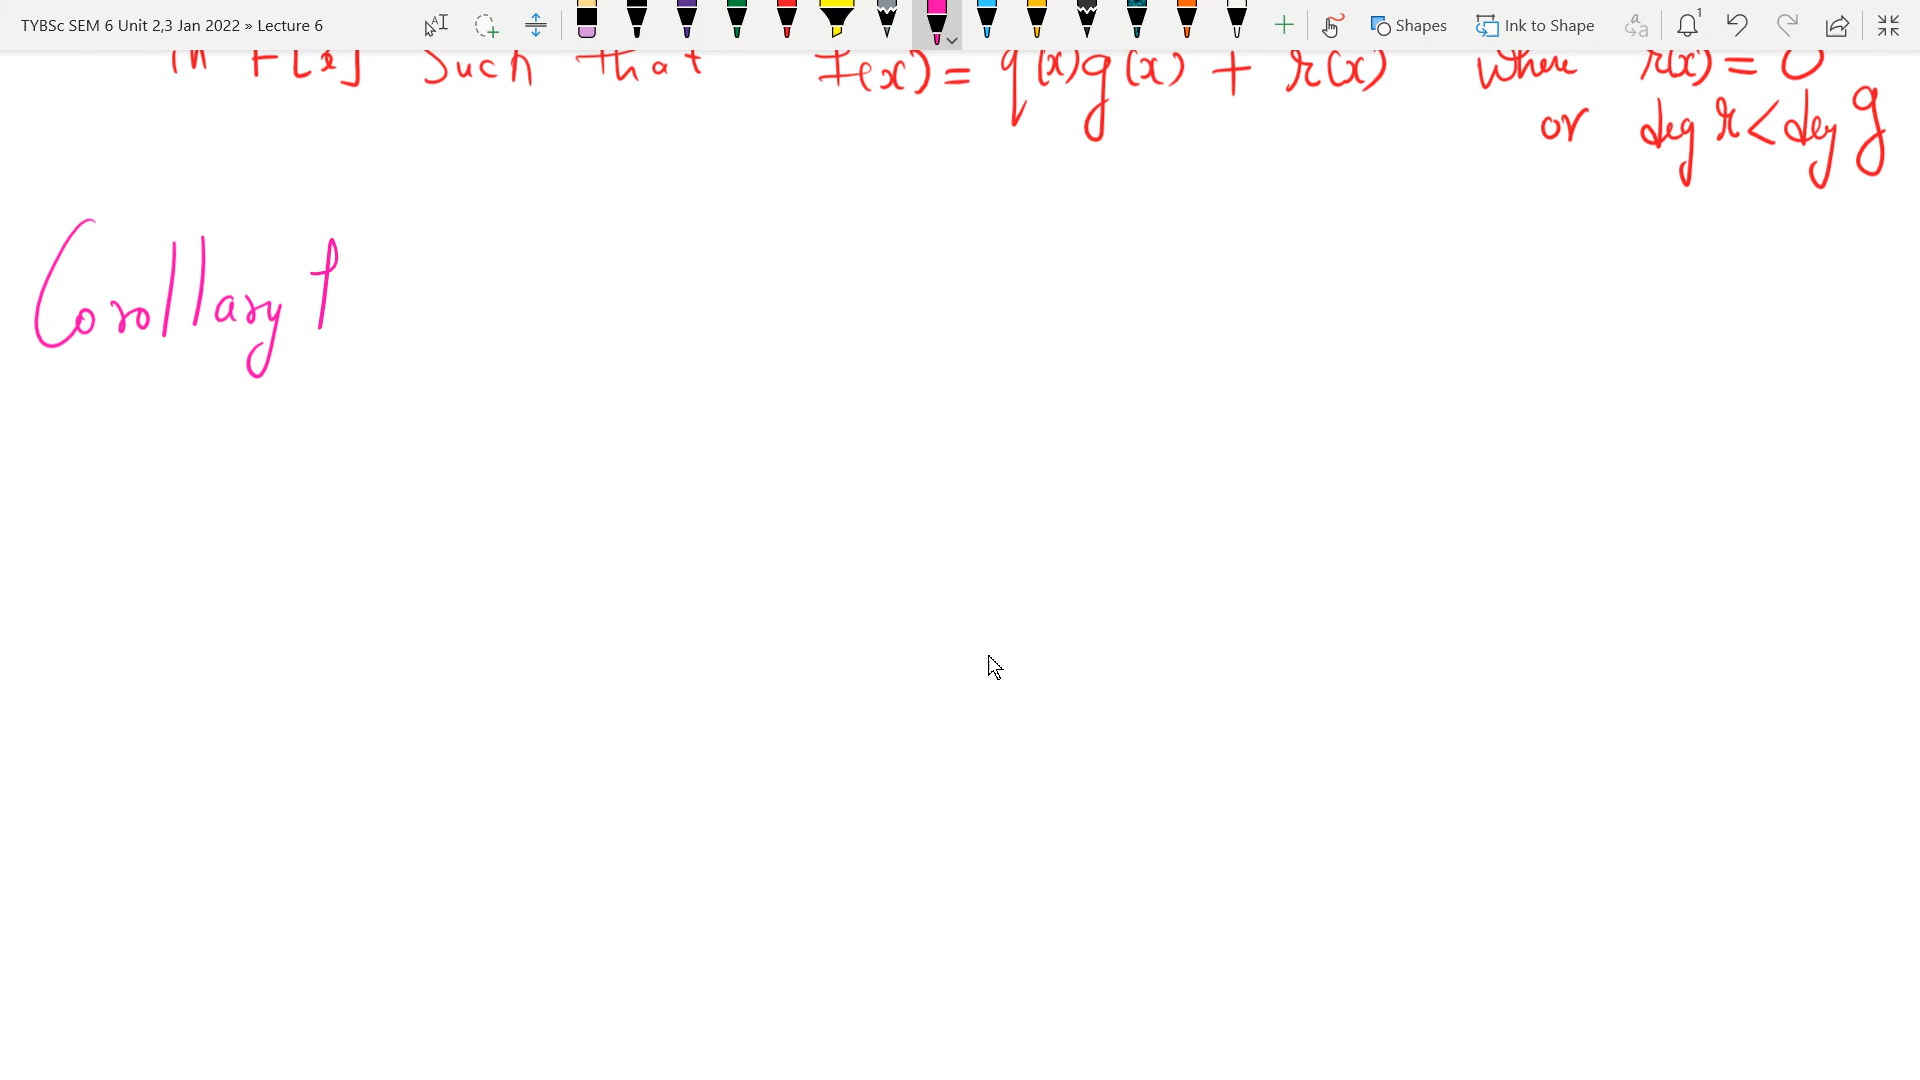 TYBSc SEM 6 Unit 2,3 Jan 2022 » Lecture 6
Shapes
Ink to Shape
1
in F[x] Such that f(x) = q(x)g(x) + r(x) where r(x) = 0
or deg r < deg g
Corollary